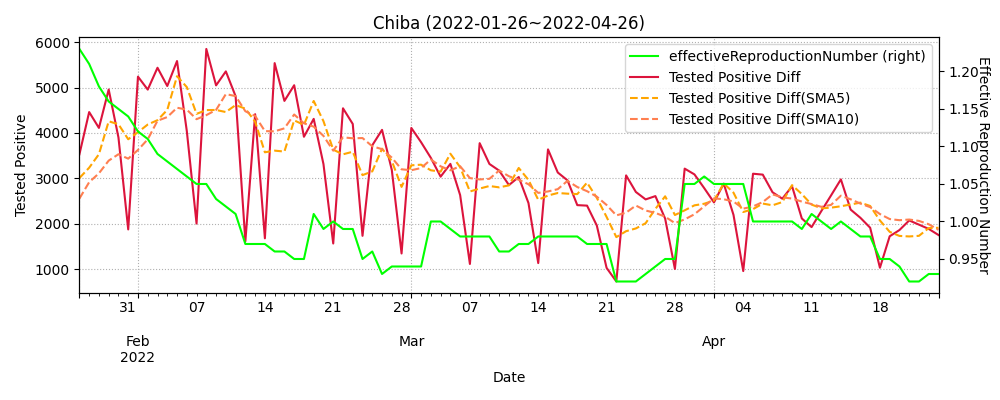 Chiba (2022-01-26~2022-04-26)
effectiveReproductionNumber (right)
Tested Positive Diff
Tested Positive Diff(SMA5)
Tested Positive Diff(SMA10)
Tested Positive
6000
5000
4000
3000
2000
1000
1.20
1.15
1.10
1.05
1.00
0.95
Effective Reproduction Number
31 07 14 21 28 07 14 21 28 04 11 18
Feb Mar Apr
2022
Date